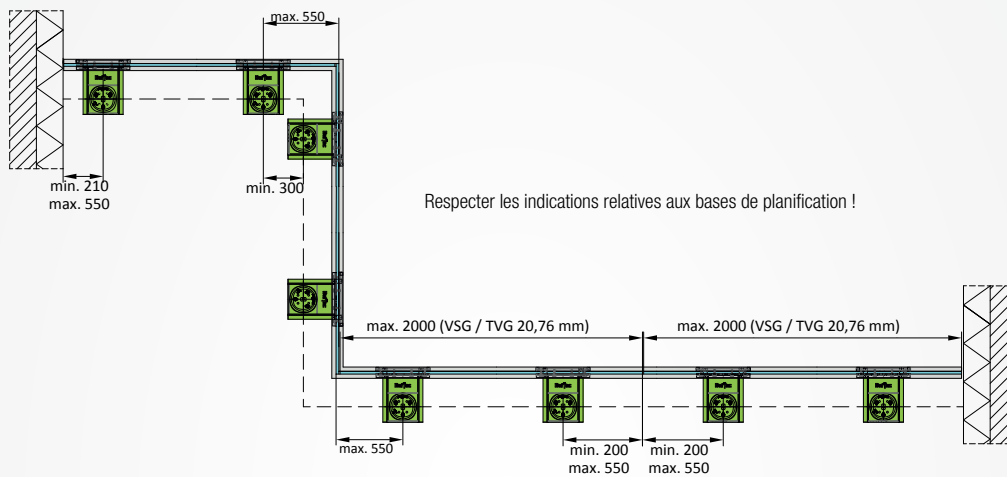 max. 550
min. 210
max. 550
min. 300
Respecter les indications relatives aux bases de planification !
max. 2000 (VSG / TVG 20,76 mm)
max. 2000 (VSG / TVG 20,76 mm)
max. 550
min. 200
max. 550
min. 200
max. 550